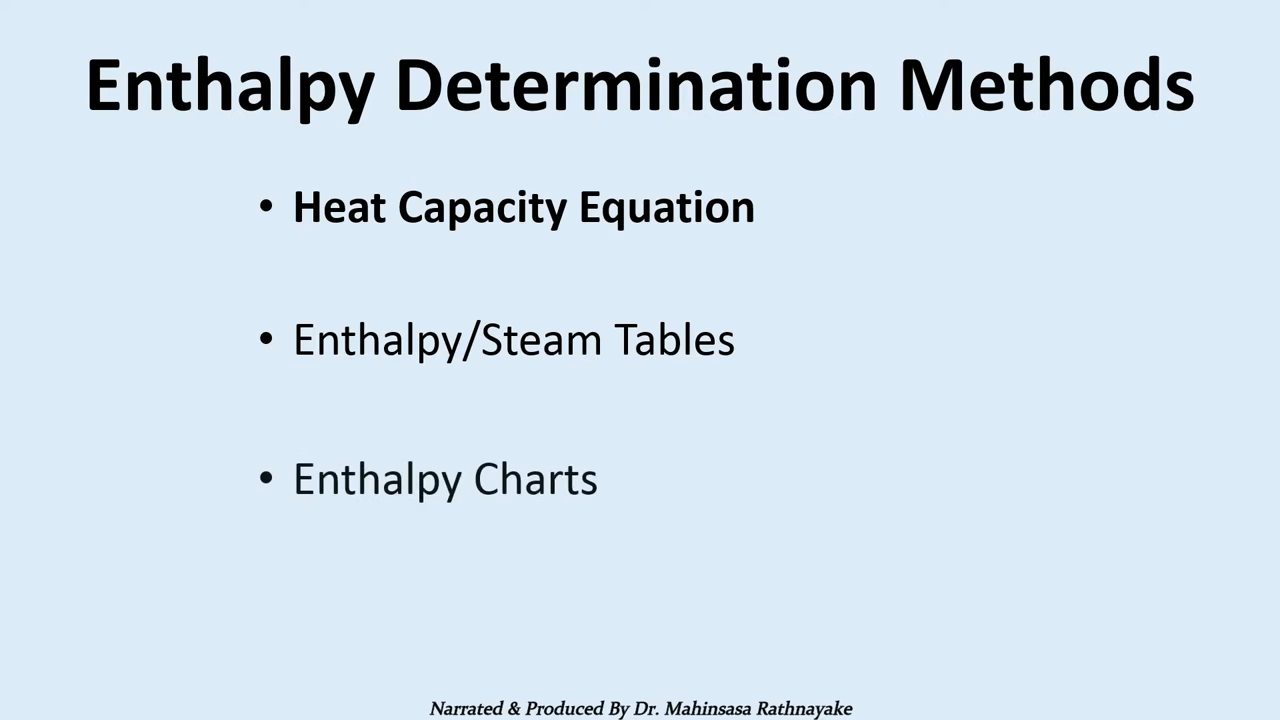 Enthalpy Determination Methods
• Heat Capacity Equation
• Enthalpy/Steam Tables
• Enthalpy Charts
Narrated & Produced By Dr. Mahinsasa Rathnayake